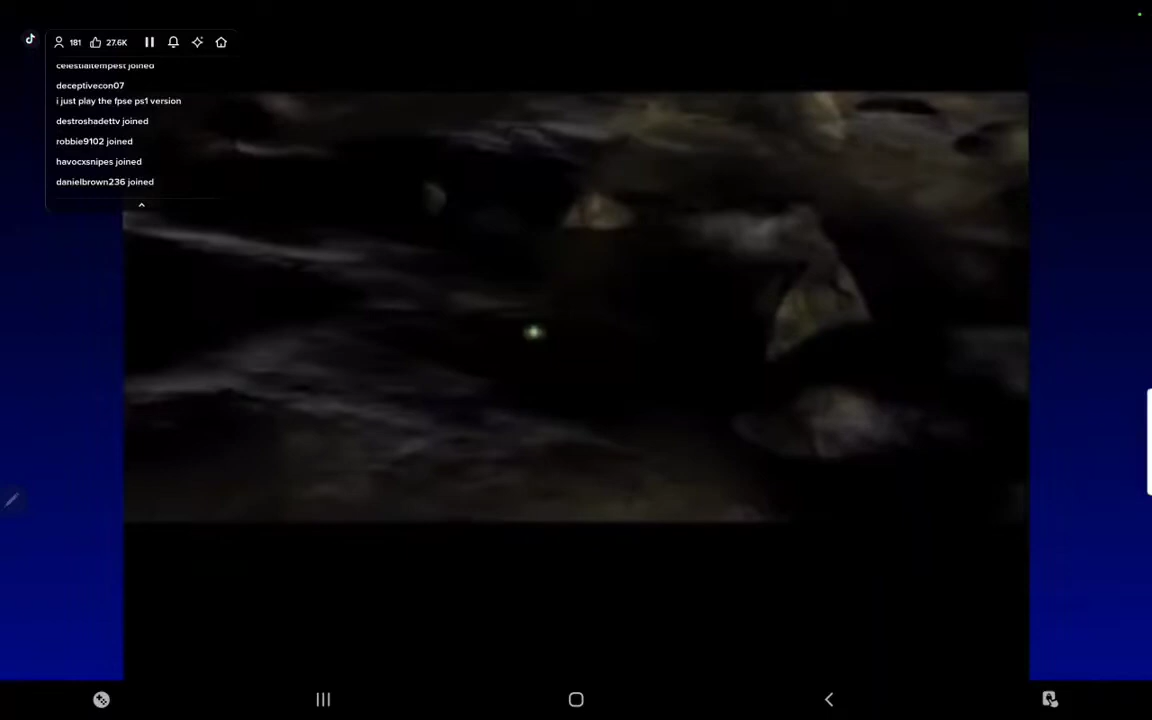 181 27.6K
celestialtempest joined
deceptivecon07
i just play the fpse ps1 version
destroshadettv joined
robbie9102 joined
havocxsnipes joined
danielbrown236 joined